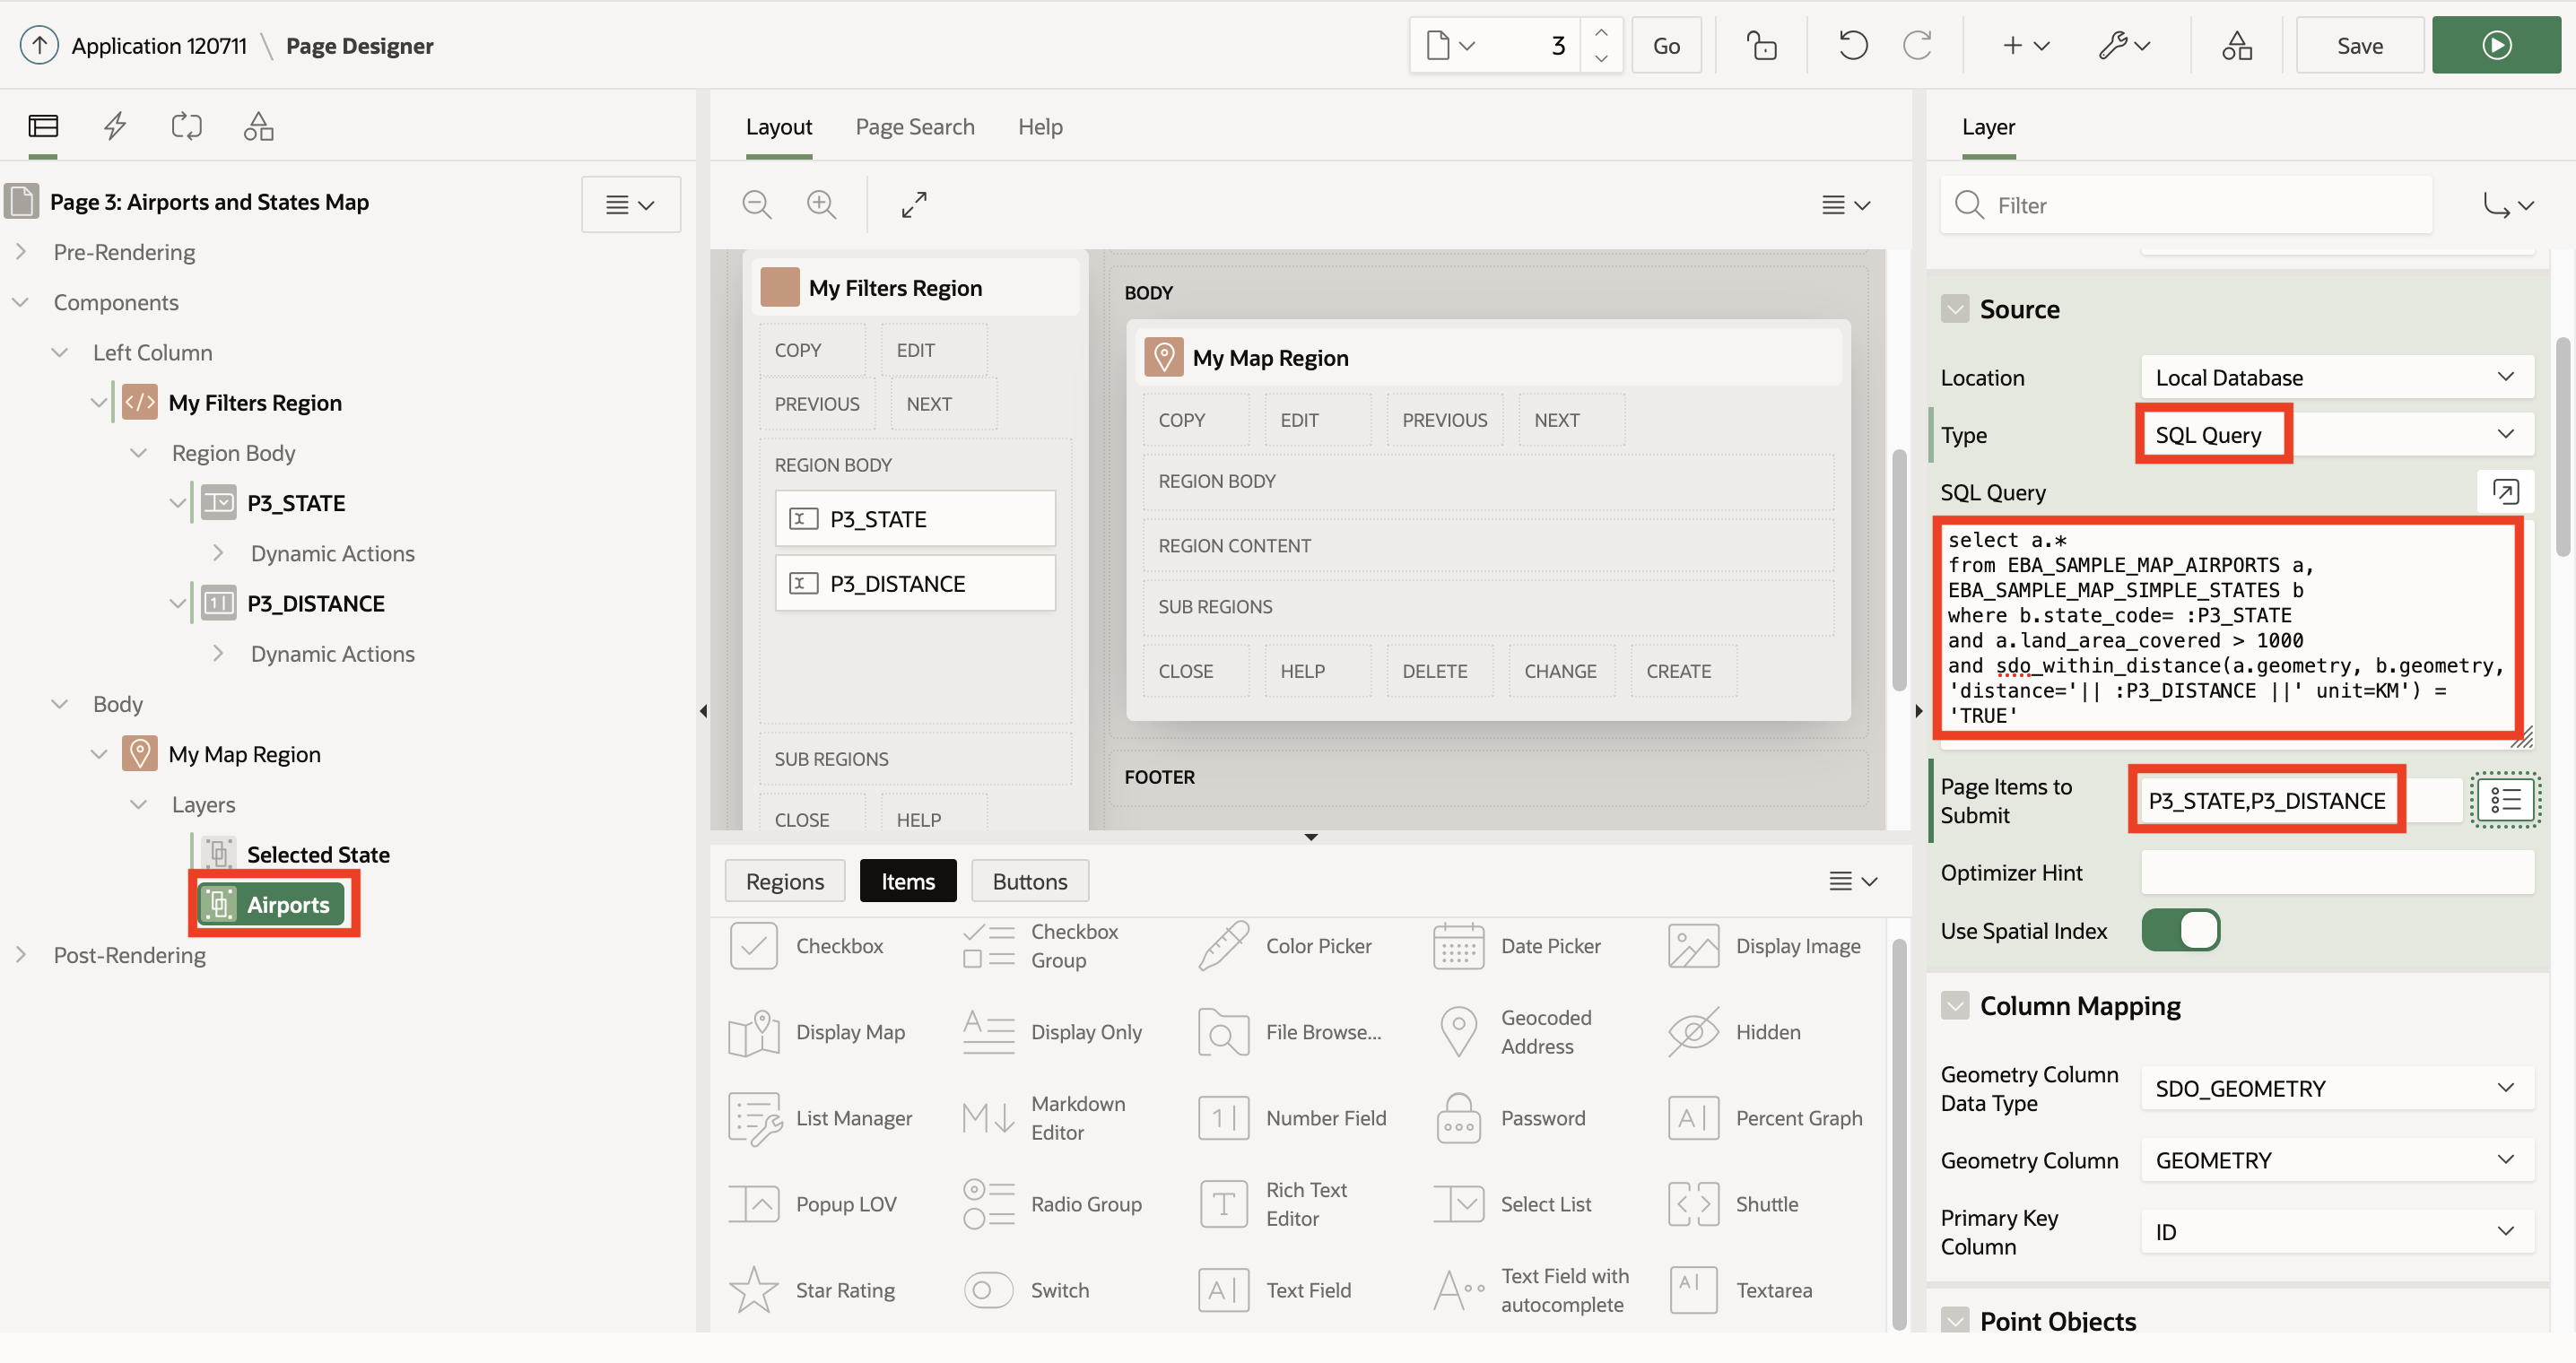 Application 120711 \ Page Designer
3
Go
Save
Page 3: Airports and States Map
Pre-Rendering
Components
Left Column
My Filters Region
Region Body
P3_STATE
Dynamic Actions
P3_DISTANCE
Dynamic Actions
Body
My Map Region
Layers
Selected State
Airports
Post-Rendering
Layout Page Search Help
My Filters Region
COPY EDIT
PREVIOUS NEXT
REGION BODY
P3_STATE
P3_DISTANCE
SUB REGIONS
CLOSE HELP
BODY
My Map Region
COPY EDIT PREVIOUS NEXT
REGION BODY
REGION CONTENT
SUB REGIONS
CLOSE HELP DELETE CHANGE CREATE
FOOTER
Regions Items Buttons
Checkbox
Checkbox
Group
Color Picker
Date Picker
Display Image
Display Map
Display Only
File Browse...
Geocoded
Address
Hidden
List Manager
Markdown
Editor
Number Field
Password
Percent Graph
Popup LOV
Radio Group
Rich Text
Editor
Select List
Shuttle
Star Rating
Switch
Text Field
Text Field with
autocomplete
Textarea
Layer
Filter
Source
Location Local Database
Type SQL Query
SQL Query
select a.*
from EBA_SAMPLE_MAP_AIRPORTS a,
EBA_SAMPLE_MAP_SIMPLE_STATES b
where b.state_code= :P3_STATE
and a.land_area_covered > 1000
and sdo_within_distance(a.geometry, b.geometry,
'distance='|| :P3_DISTANCE ||' unit=KM') =
'TRUE'
Page Items to
Submit
P3_STATE,P3_DISTANCE
Optimizer Hint
Use Spatial Index
Column Mapping
Geometry Column
Data Type
SDO_GEOMETRY
Geometry Column GEOMETRY
Primary Key
Column
ID
Point Objects